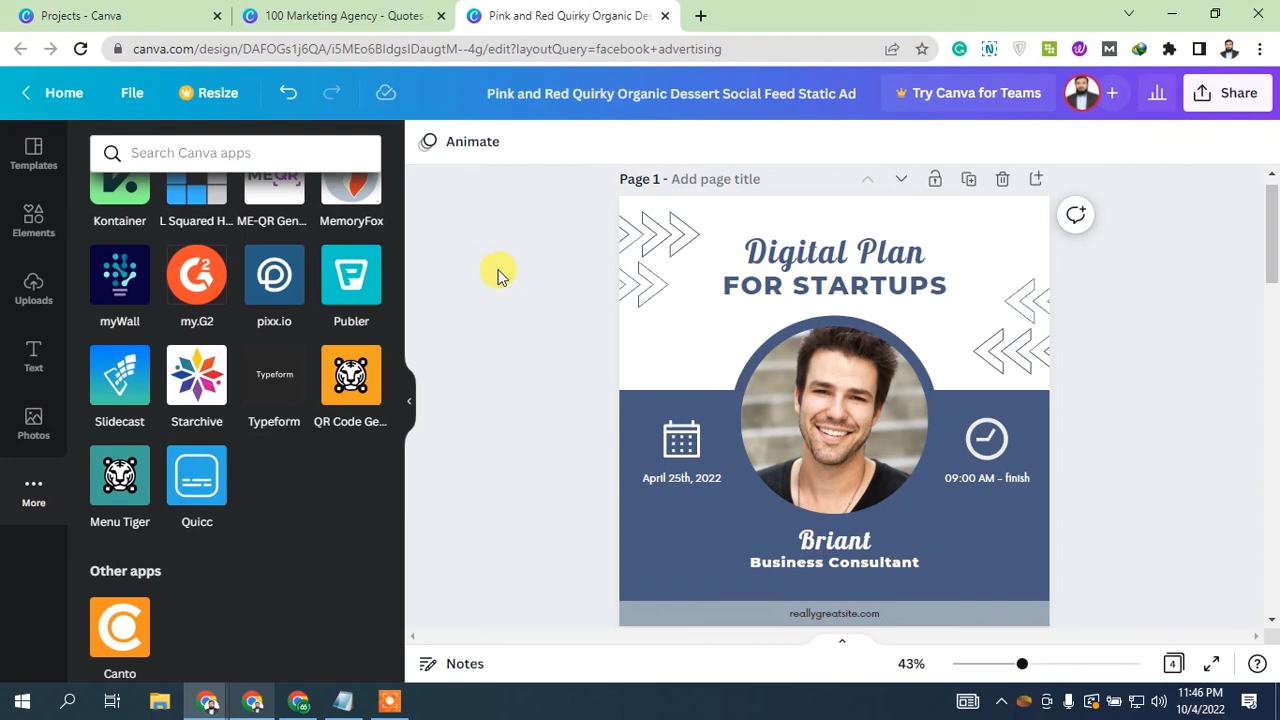 Projects - Canva
100 Marketing Agency - Quotes
Pink and Red Quirky Organic Des
canva.com/design/DAFOGs1j6QA/i5MEo6BIdgsIDaugtM--4g/edit?layoutQuery=facebook+advertising
Home
File
Resize
Pink and Red Quirky Organic Dessert Social Feed Static Ad
Try Canva for Teams
Share
Templates
Elements
Uploads
Text
Photos
More
Search Canva apps
Kontainer
L Squared H...
ME-QR Gen...
MemoryFox
myWall
my.G2
pixx.io
Publer
Slidecast
Starchive
Typeform
Typeform
QR Code Ge...
Menu Tiger
Quicc
Other apps
Canto
Animate
Page 1 - Add page title
Digital Plan
FOR STARTUPS
April 25th, 2022
09:00 AM - finish
Briant
Business Consultant
reallygreatsite.com
Notes
43%
4
11:46 PM
10/4/2022